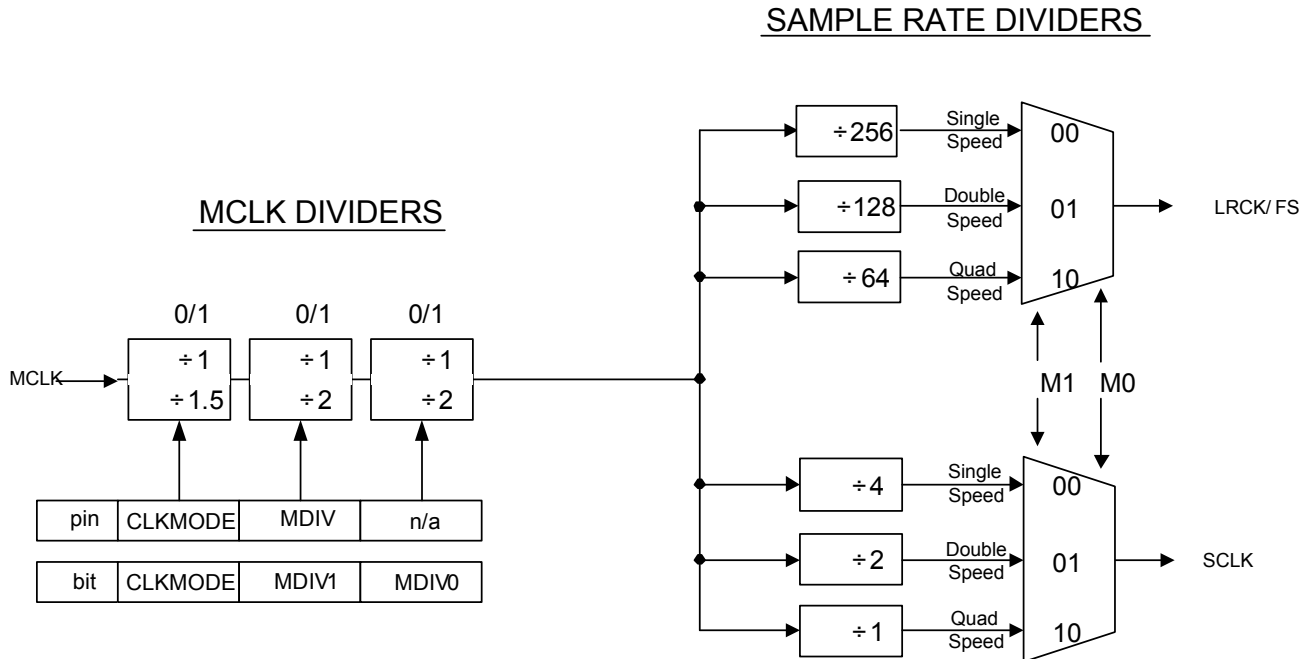 SAMPLE RATE DIVIDERS
÷256
Single
Speed
00
÷128
Double
Speed
01
LRCK/ FS
÷64
Quad
Speed
10
MCLK DIVIDERS
0/1
0/1
0/1
MCLK
÷1
÷1.5
÷1
÷2
÷1
÷2
M1
M0
pin
CLKMODE
MDIV
n/a
bit
CLKMODE
MDIV1
MDIV0
÷4
Single
Speed
00
÷2
Double
Speed
01
SCLK
÷1
Quad
Speed
10